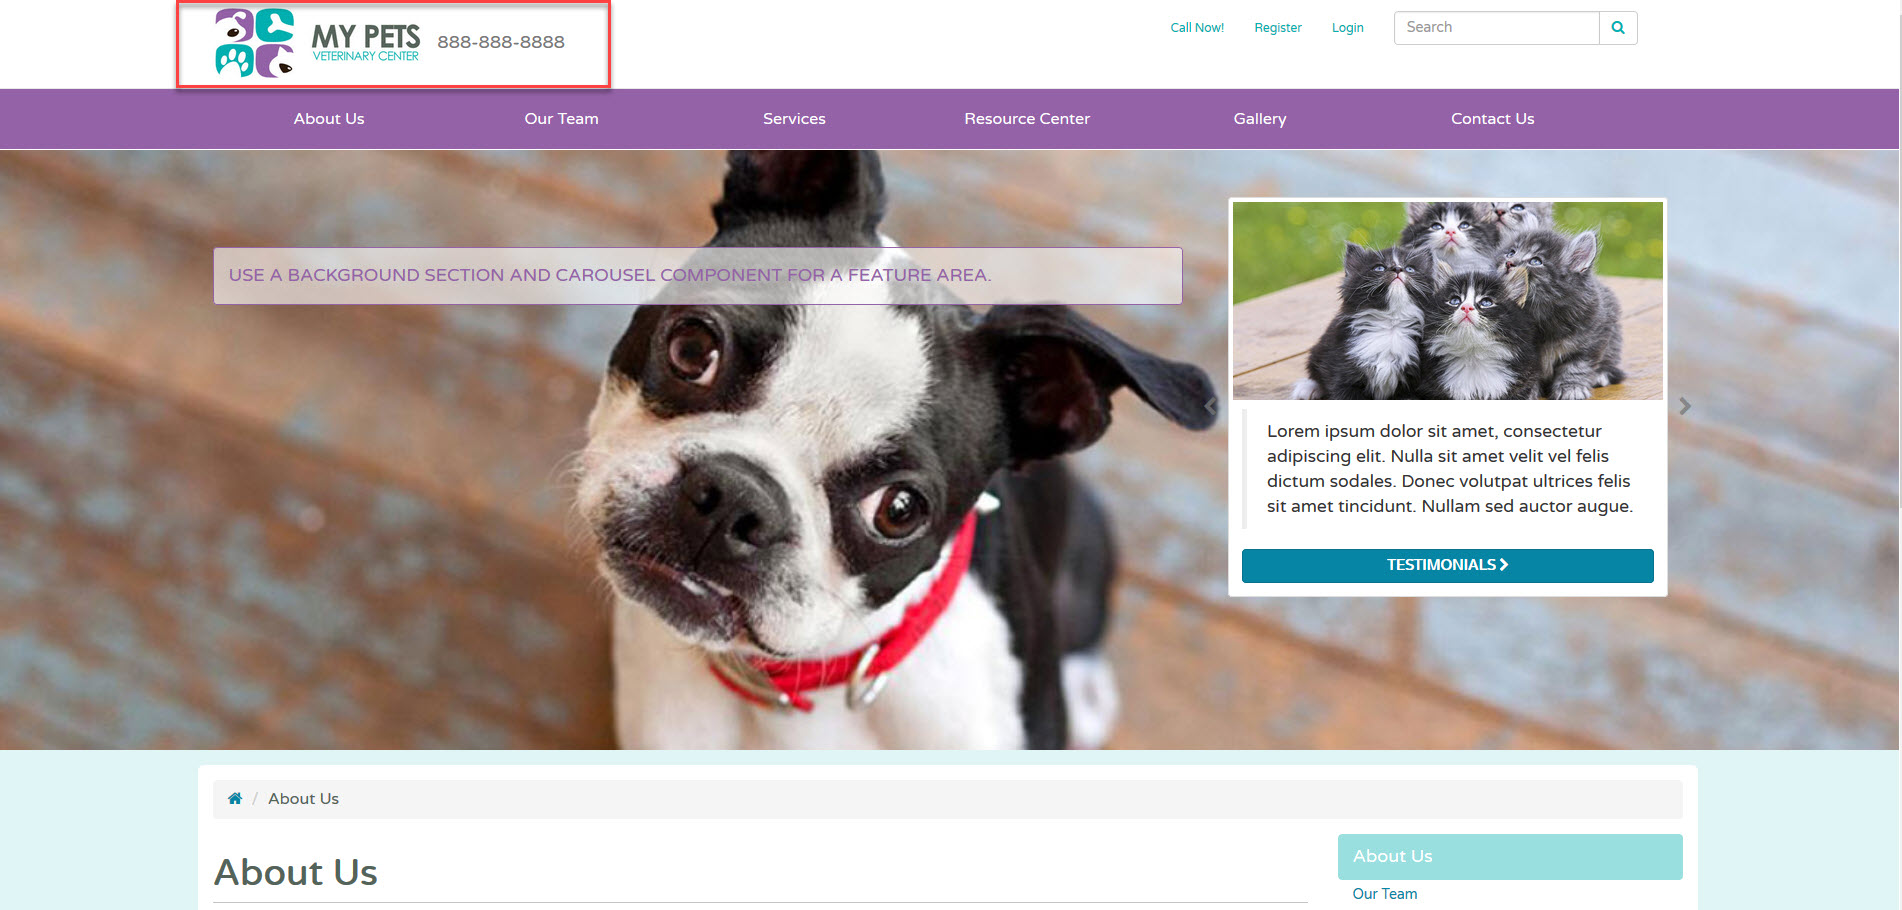 MY PETS
VETERINARY CENTER
888-888-8888
Call Now!
Register
Login
Search
About Us
Our Team
Services
Resource Center
Gallery
Contact Us
USE A BACKGROUND SECTION AND CAROUSEL COMPONENT FOR A FEATURE AREA.
Lorem ipsum dolor sit amet, consectetur
adipiscing elit. Nulla sit amet velit vel felis
dictum sodales. Donec volutpat ultrices felis
sit amet tincidunt. Nullam sed auctor augue.
TESTIMONIALS
/ About Us
About Us
About Us
Our Team